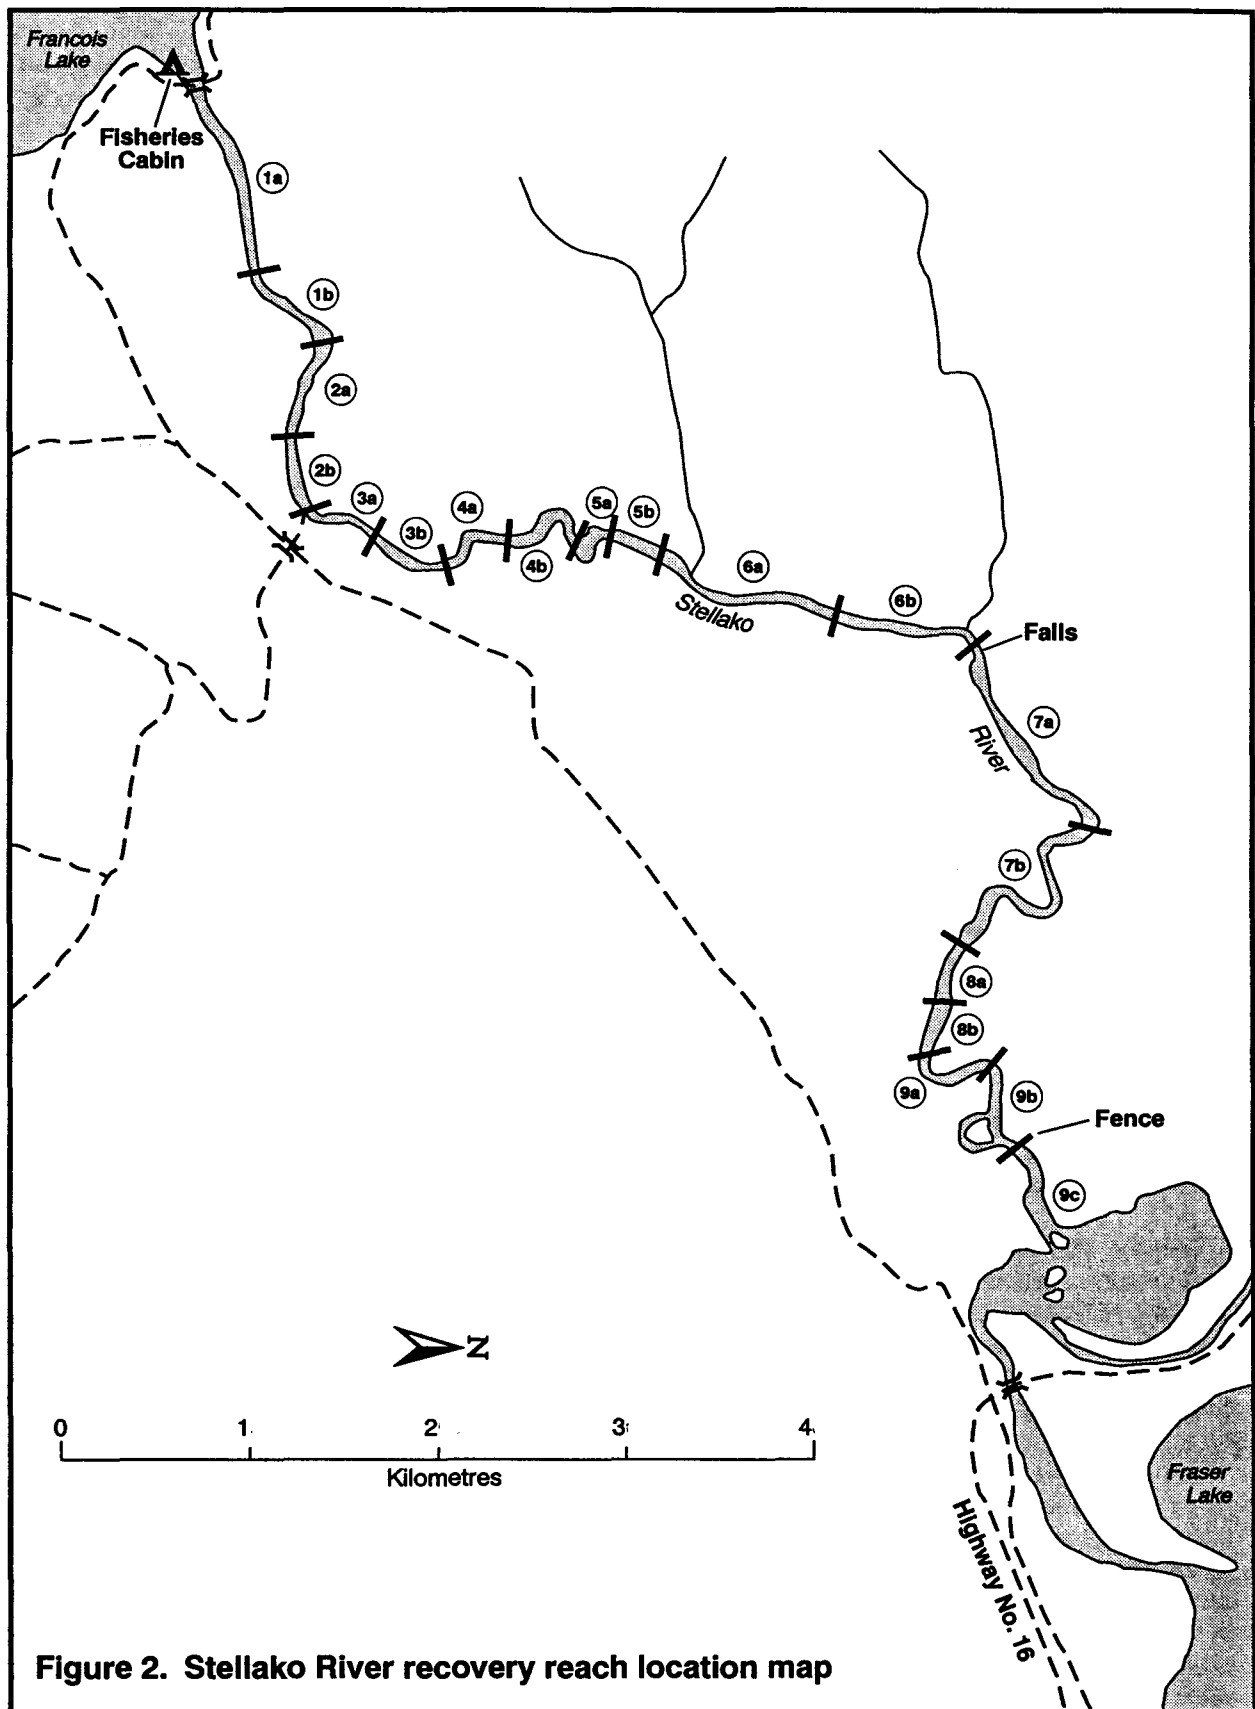 Francois
Lake
Fisheries
Cabin
1a
1b
2a
2b
3a
3b
4a
4b
5a
5b
6a
6b
Stellako
River
Falls
7a
7b
8a
8b
9a
9b
Fence
9c
N
0 1 2 3 4
Kilometres
Fraser
Lake
Highway No. 16
Figure 2. Stellako River recovery reach location map